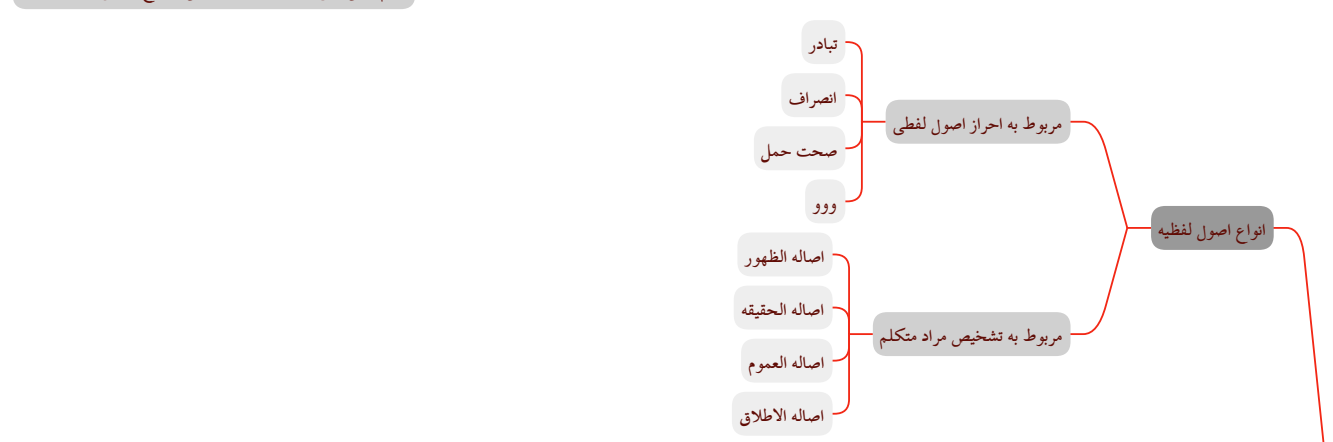 انواع اصول لفظیه
مربوط به احراز اصول لفطی
تبادر
انصراف
صحت حمل
ووو
مربوط به تشخیص مراد متکلم
اصاله الظهور
اصاله الحقیقه
اصاله العموم
اصاله الاطلاق